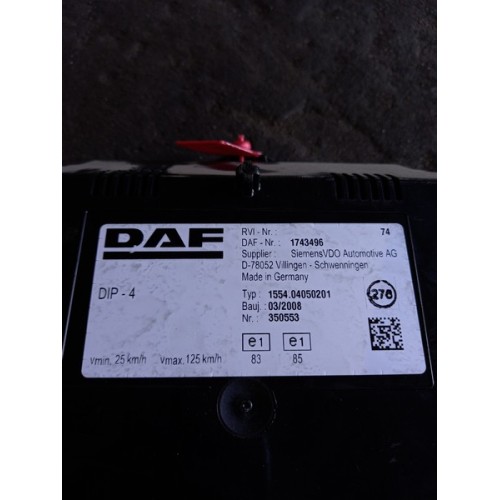 DAF
RVI - Nr. : 74
DAF - Nr. : 1743496
Supplier : SiemensVDO Automotive AG
D-78052 Villingen - Schwenningen
Made in Germany
DIP - 4
Typ : 1554.04050201
Bauj. : 03/2008
Nr. : 350553
276
e1 e1
83 85
vmin. 25 km/h vmax. 125 km/h